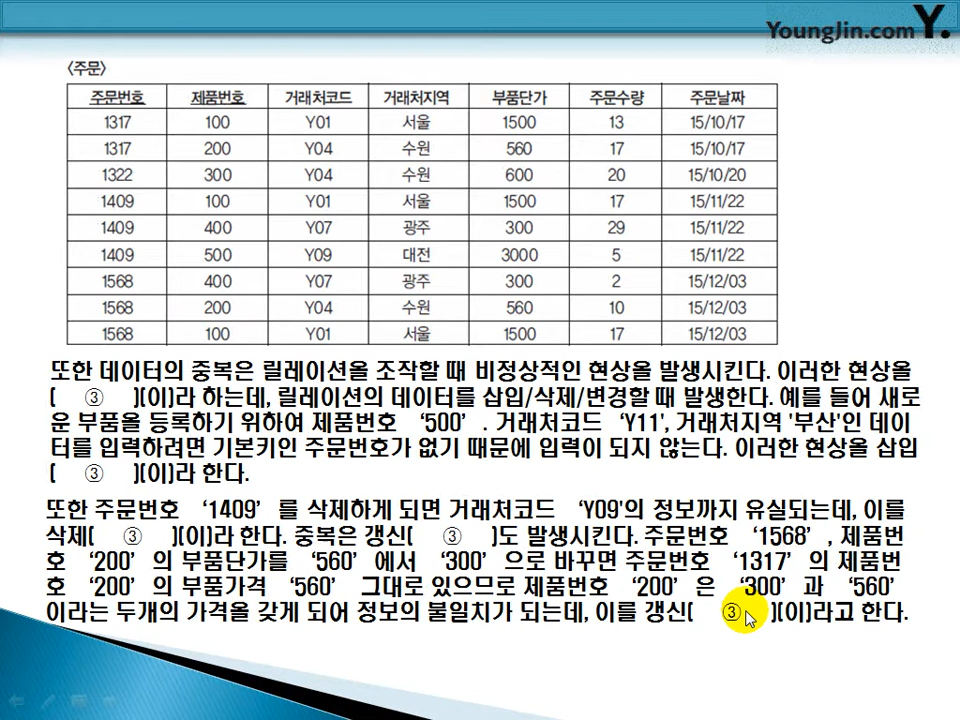 YoungJin.com Y.
〈주문〉
주문번호 제품번호 거래처코드 거래처지역 부품단가 주문수량 주문날짜
1317 100 Y01 서울 1500 13 15/10/17
1317 200 Y04 수원 560 17 15/10/17
1322 300 Y04 수원 600 20 15/10/20
1409 100 Y01 서울 1500 17 15/11/22
1409 400 Y07 광주 300 29 15/11/22
1409 500 Y09 대전 3000 5 15/11/22
1568 400 Y07 광주 300 2 15/12/03
1568 200 Y04 수원 560 10 15/12/03
1568 100 Y01 서울 1500 17 15/12/03
또한 데이터의 중복은 릴레이션을 조작할 때 비정상적인 현상을 발생시킨다. 이러한 현상을
( ③ )(이)라 하는데, 릴레이션의 데이터를 삽입/삭제/변경할 때 발생한다. 예를 들어 새로
운 부품을 등록하기 위하여 제품번호 ‘500’. 거래처코드 ‘Y11', 거래처지역 '부산'인 데이
터를 입력하려면 기본키인 주문번호가 없기 때문에 입력이 되지 않는다. 이러한 현상을 삽입
( ③ )(이)라 한다.
또한 주문번호 ‘1409’를 삭제하게 되면 거래처코드 ‘Y09'의 정보까지 유실되는데, 이를
삭제( ③ )(이)라 한다. 중복은 갱신( ③ )도 발생시킨다. 주문번호 ‘1568’, 제품번
호 ‘200’의 부품단가를 ‘560’에서 ‘300’으로 바꾸면 주문번호 ‘1317’의 제품번
호 ‘200’의 부품가격 ‘560’ 그대로 있으므로 제품번호 ‘200’은 ‘300’과 ‘560’
이라는 두개의 가격을 갖게 되어 정보의 불일치가 되는데, 이를 갱신( ③ )(이)라고 한다.